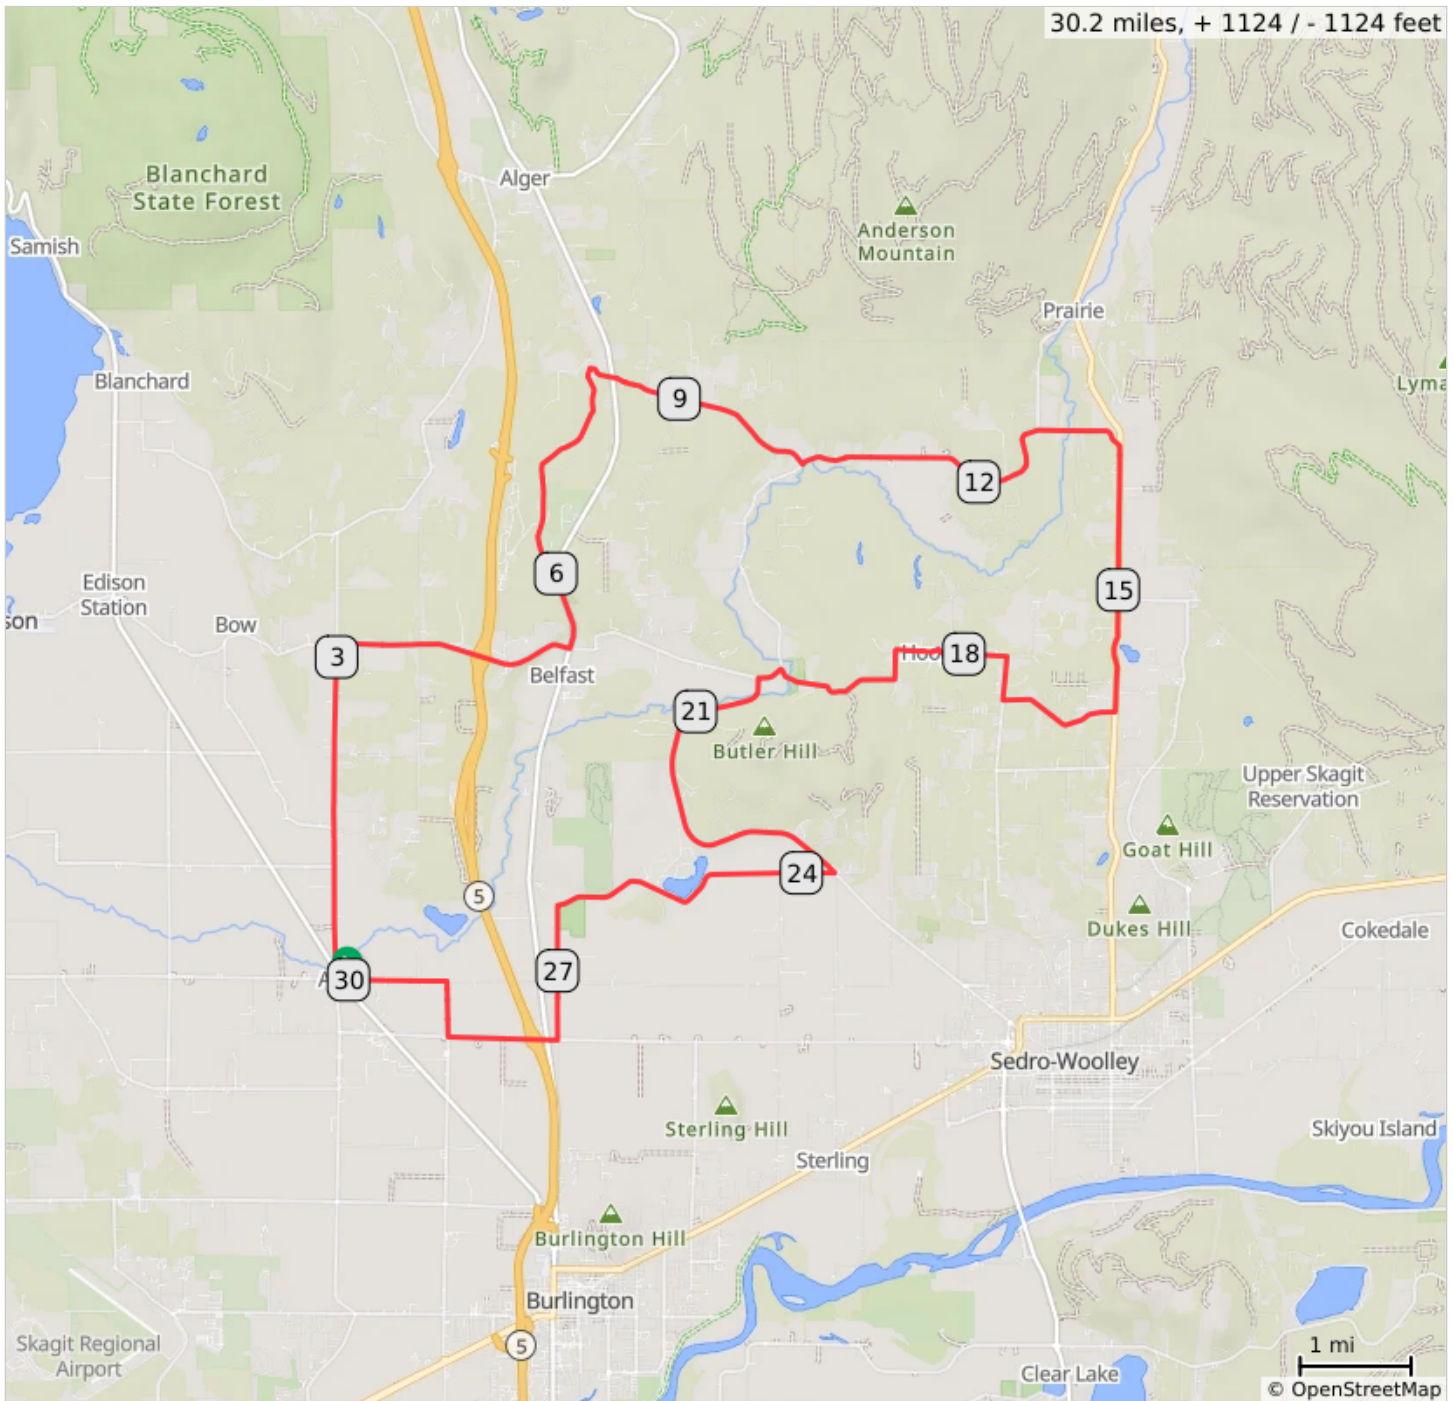 30.2 miles, + 1124 / - 1124 feet
Blanchard
State Forest
Alger
Samish
Anderson
Mountain
Prairie
Blanchard
Lyma
9
12
6
15
Edison
Station
son
Bow
3
Hoo
18
Belfast
21
Butler Hill
Upper Skagit
Reservation
Goat Hill
24
5
Dukes Hill
Cokedale
27
30
Sedro-Woolley
Sterling Hill
Skiyou Island
Sterling
Burlington Hill
Burlington
Skagit Regional
Airport
5
1 mi
Clear Lake
© OpenStreetMap